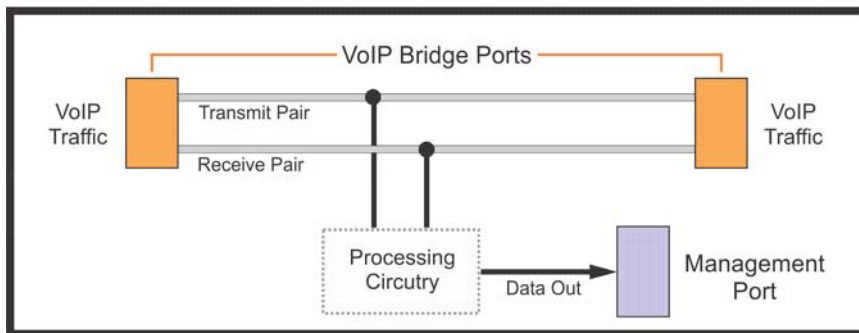 VoIP Bridge Ports
VoIP
Traffic
Transmit Pair
Receive Pair
VoIP
Traffic
Processing
Circutry
Data Out
Management
Port